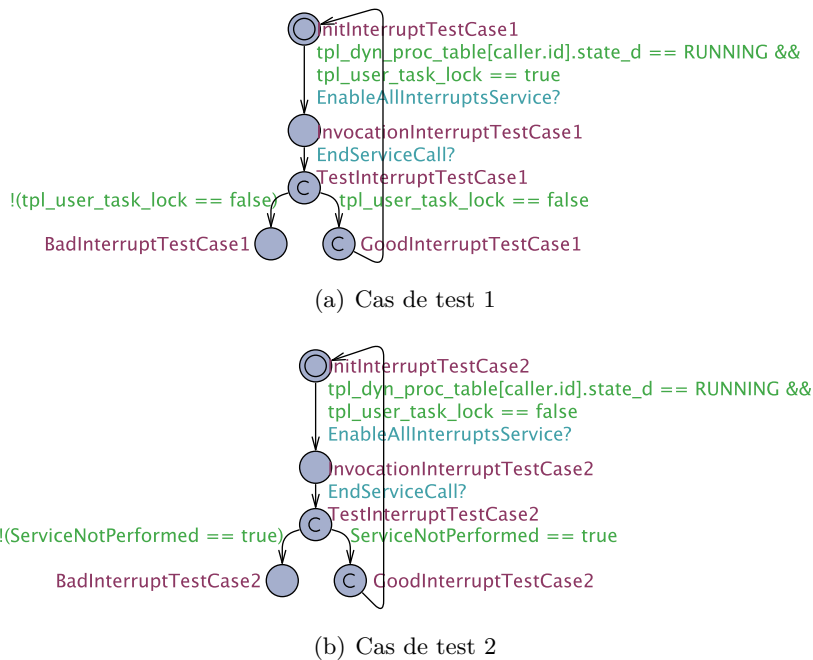 InitInterruptTestCase1
tpl_dyn_proc_table[caller.id].state_d == RUNNING &&
tpl_user_task_lock == true
EnableAllInterruptsService?
InvocationInterruptTestCase1
EndServiceCall?
TestInterruptTestCase1
C
!(tpl_user_task_lock == false)
tpl_user_task_lock == false
BadInterruptTestCase1
C
GoodInterruptTestCase1
(a) Cas de test 1
InitInterruptTestCase2
tpl_dyn_proc_table[caller.id].state_d == RUNNING &&
tpl_user_task_lock == false
EnableAllInterruptsService?
InvocationInterruptTestCase2
EndServiceCall?
TestInterruptTestCase2
C
!(ServiceNotPerformed == true)
ServiceNotPerformed == true
BadInterruptTestCase2
C
GoodInterruptTestCase2
(b) Cas de test 2